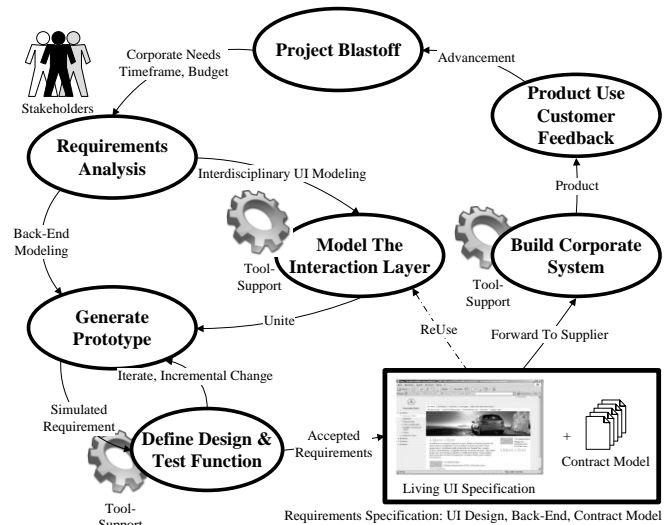 Project Blastoff
Corporate Needs
Timeframe, Budget
Advancement
Stakeholders
Product Use
Customer
Feedback
Requirements
Analysis
Interdisciplinary UI Modeling
Product
Back-End
Modeling
Tool-
Support
Model The
Interaction Layer
Tool-
Support
Build Corporate
System
Generate
Prototype
Unite
ReUse
Forward To Supplier
Iterate, Incremental Change
Simulated
Requirement
Define Design &
Test Function
Accepted
Requirements
+
Contract Model
Living UI Specification
Tool-
Support
Requirements Specification: UI Design, Back-End, Contract Model